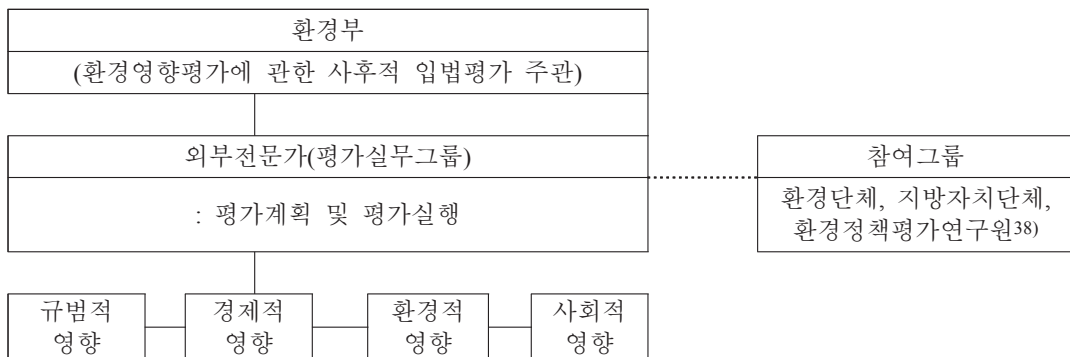 환경부
(환경영향평가에 관한 사후적 입법평가 주관)
외부전문가(평가실무그룹)
: 평가계획 및 평가실행
참여그룹
환경단체, 지방자치단체,
환경정책평가연구원38)
규범적
영향
경제적
영향
환경적
영향
사회적
영향